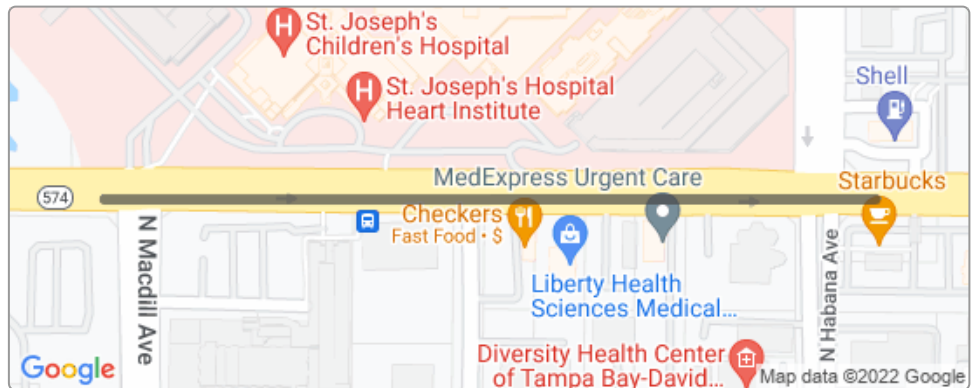 H
St. Joseph's
Children's Hospital
H
St. Joseph's Hospital
Heart Institute
Shell
MedExpress Urgent Care
Starbucks
574
Checkers
Fast Food • $
N Macdill Ave
Liberty Health
Sciences Medical...
N Habana Ave
Diversity Health Center
of Tampa Bay-David...
Google
Map data ©2022 Google